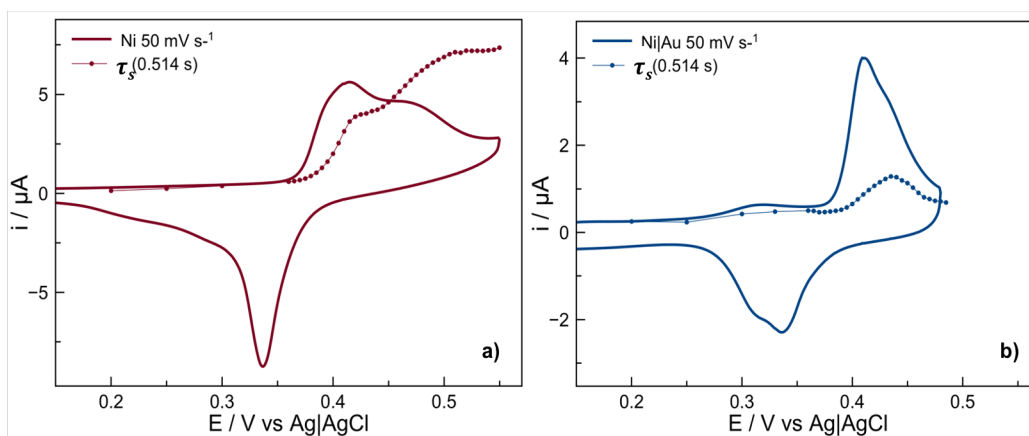 Ni 50 mV s-1
τs(0.514 s)
5
0
−5
i / µA
0.2 0.3 0.4 0.5
E / V vs Ag|AgCl
a)
Ni|Au 50 mV s-1
τs(0.514 s)
4
2
0
−2
i / µA
0.2 0.3 0.4 0.5
E / V vs Ag|AgCl
b)